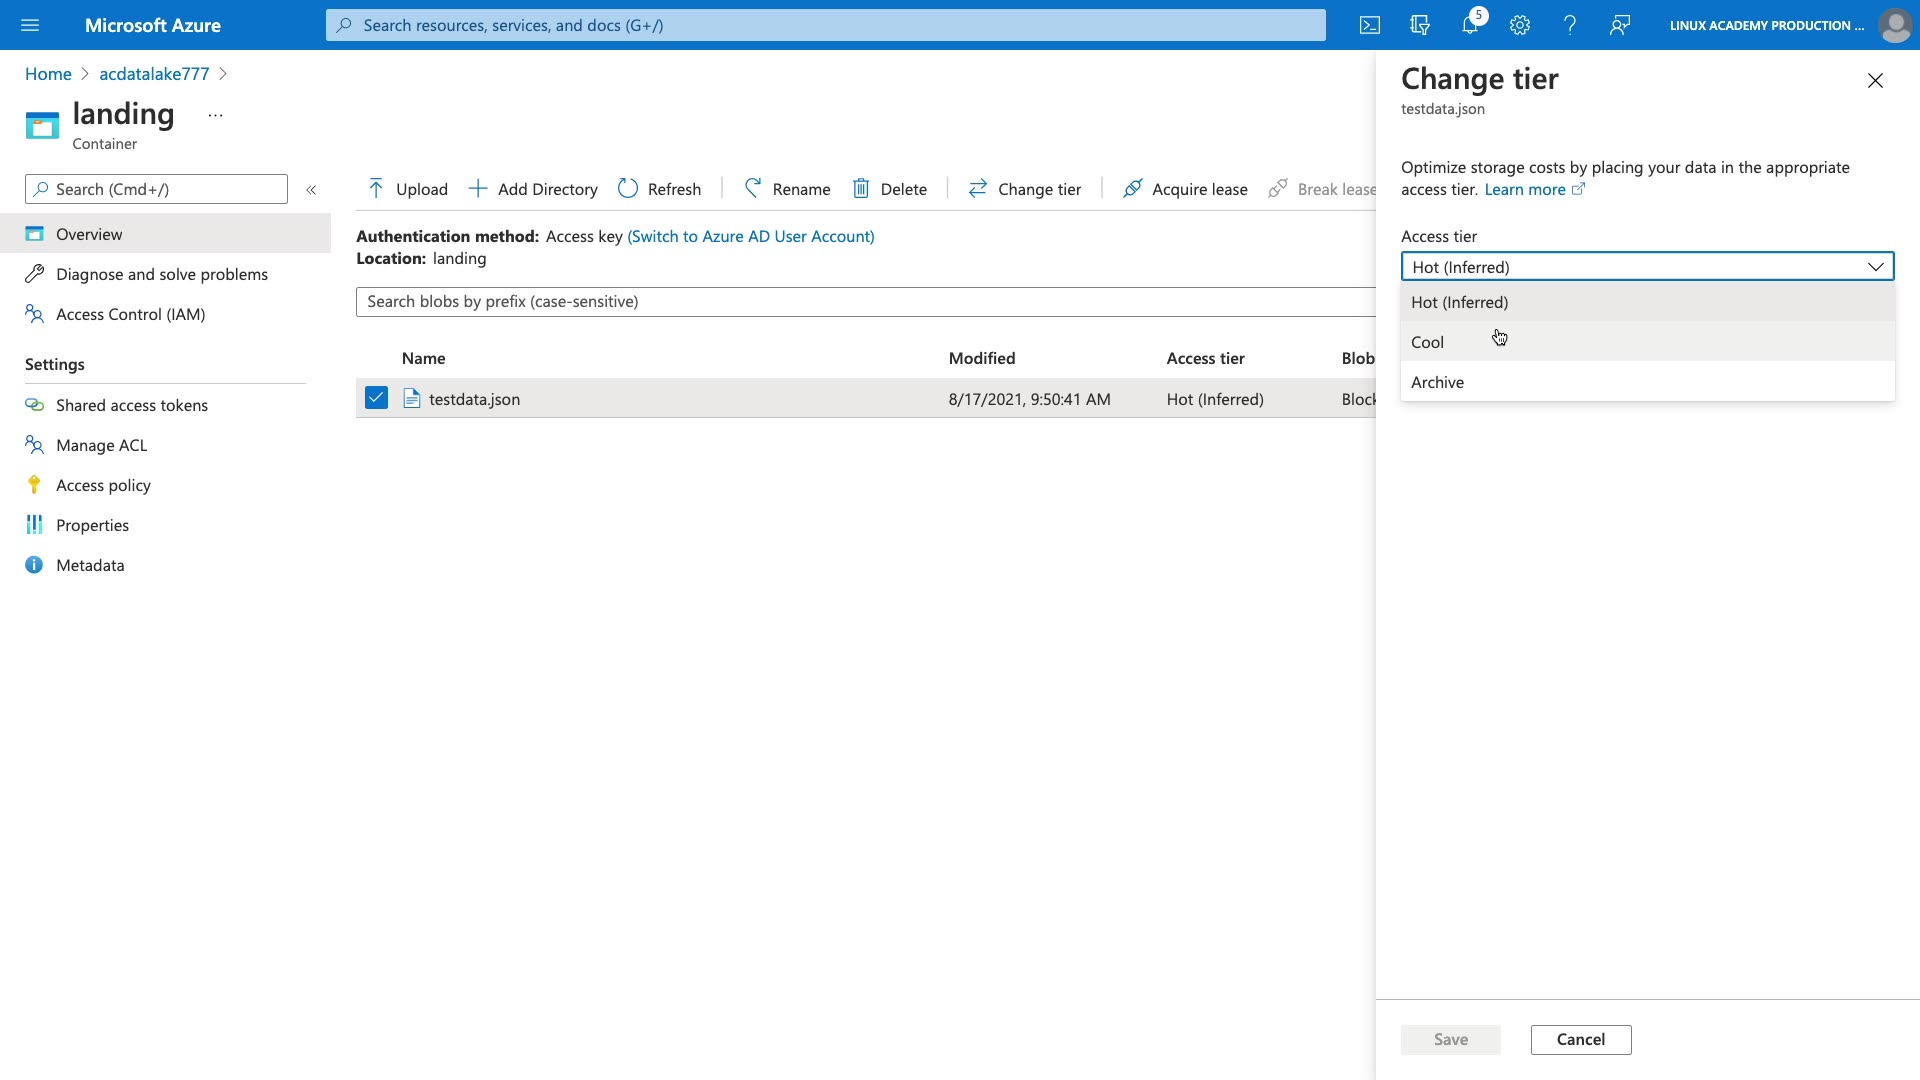 Microsoft Azure
Search resources, services, and docs (G+/)
5
LINUX ACADEMY PRODUCTION ...
Home > acdatalake777 >
landing ...
Container
Search (Cmd+/)
«
Overview
Diagnose and solve problems
Access Control (IAM)
Settings
Shared access tokens
Manage ACL
Access policy
Properties
Metadata
Upload Add Directory Refresh Rename Delete Change tier Acquire lease Break lease
Authentication method: Access key (Switch to Azure AD User Account)
Location: landing
Search blobs by prefix (case-sensitive)
Name Modified Access tier Blob
testdata.json 8/17/2021, 9:50:41 AM Hot (Inferred) Block
Change tier
testdata.json
Optimize storage costs by placing your data in the appropriate
access tier. Learn more
Access tier
Hot (Inferred)
Hot (Inferred)
Cool
Archive
Save Cancel